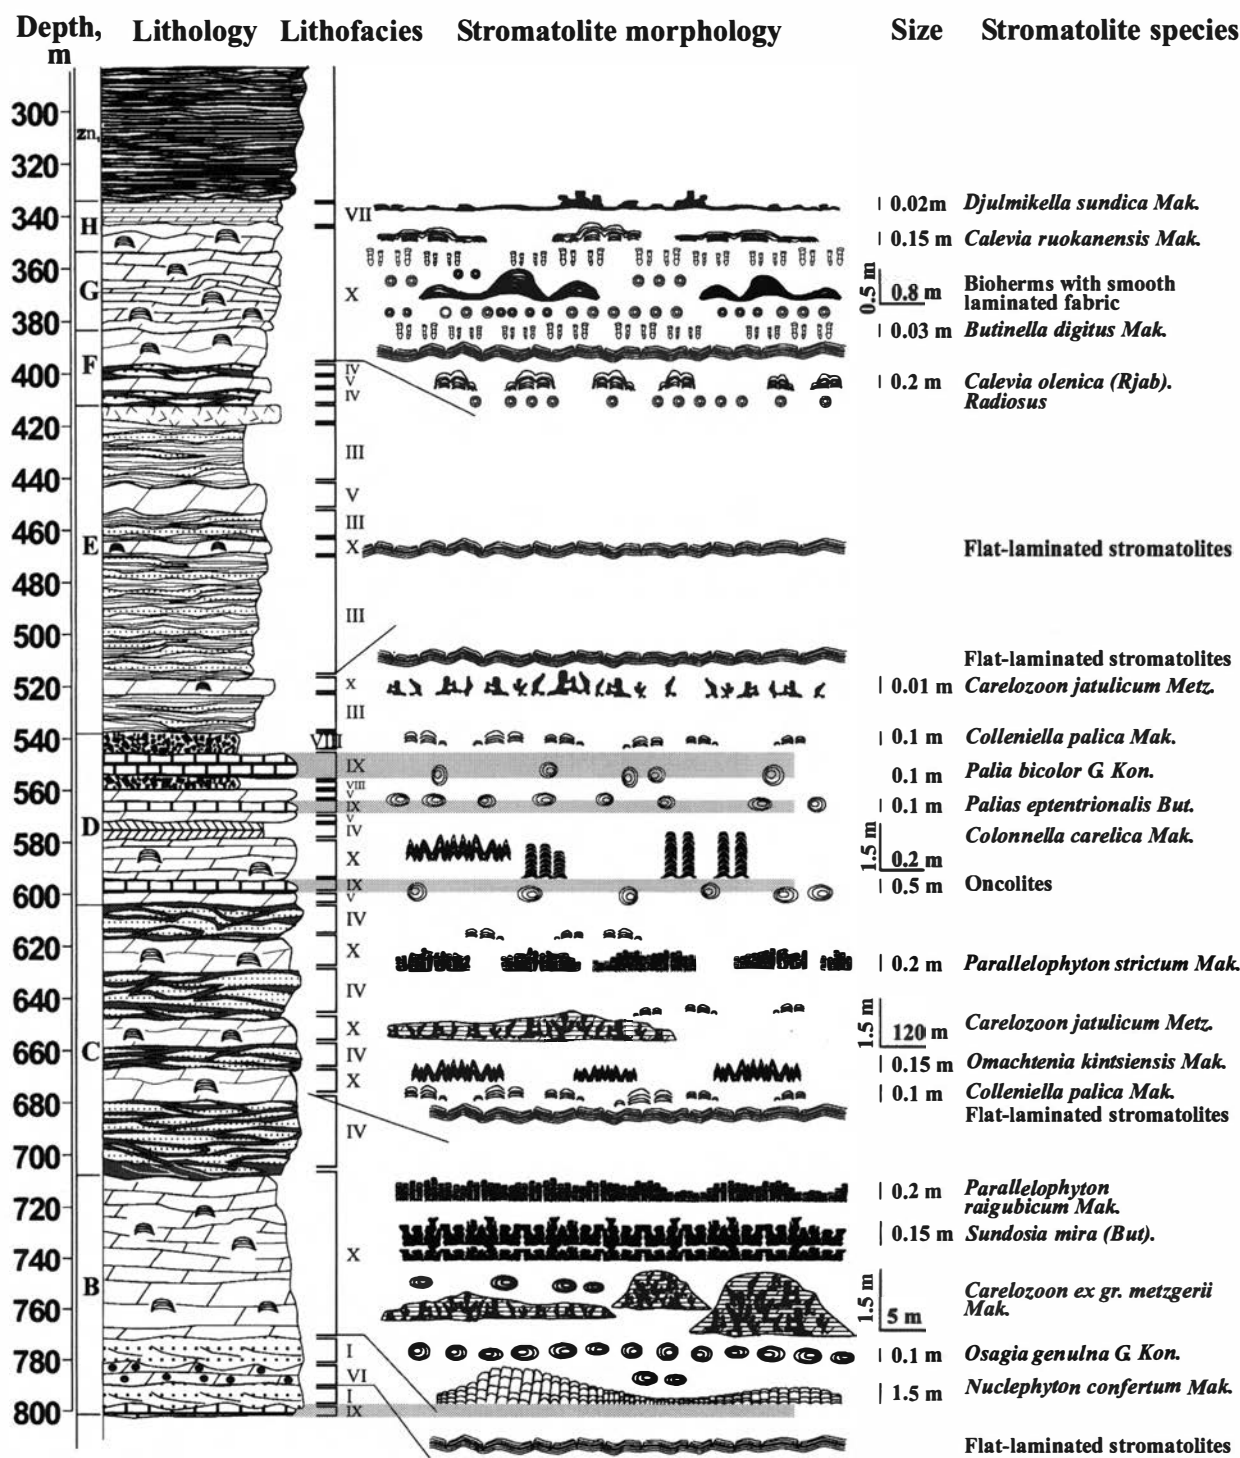 Depth, m Lithology Lithofacies Stromatolite morphology Size Stromatolite species
300
zn₁
320
340
H
VII
0.02m Djulmikella sundica Mak.
0.15 m Calevia ruokanensis Mak.
360
G
X
0.5 m
0.8 m
Bioherms with smooth
laminated fabric
380
0.03 m Butinella digitus Mak.
F
400
IV
V
IV
0.2 m Calevia olenica (Rjab).
Radiosus
420
III
440
V
460
III
E
X
Flat-laminated stromatolites
480
500
III
Flat-laminated stromatolites
520
X
0.01 m Carelozoon jatulicum Metz.
III
540
VIII
0.1 m Colleniella palica Mak.
IX
0.1 m Palia bicolor G. Kon.
560
VIII
V
IX
0.1 m Palias eptentrionalis But.
V
D
IV
580
X
1.5 m
0.2 m
Colonnella carelica Mak.
IX
0.5 m Oncolites
600
V
IV
620
X
0.2 m Parallelophyton strictum Mak.
640
IV
X
1.5 m
120 m
Carelozoon jatulicum Metz.
660
C
IV
0.15 m Omachtenia kintsiensis Mak.
X
0.1 m Colleniella palica Mak.
680
Flat-laminated stromatolites
IV
700
720
0.2 m Parallelophyton
raigubicum Mak.
0.15 m Sundosia mira (But).
740
X
B
760
1.5 m
5 m
Carelozoon ex gr. metzgerii
Mak.
780
I
0.1 m Osagia genulna G. Kon.
VI
1.5 m Nuclephyton confertum Mak.
I
800
IX
Flat-laminated stromatolites